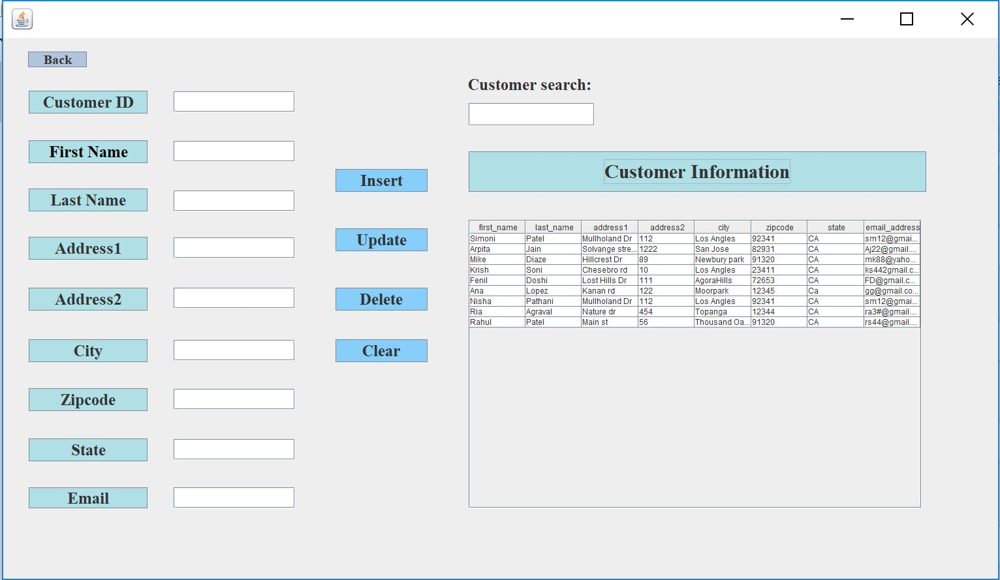 Back
Customer ID
First Name
Last Name
Address1
Address2
City
Zipcode
State
Email
Insert
Update
Delete
Clear
Customer search:
Customer Information
first_name last_name address1 address2 city zipcode state email_address
Simoni Patel Mullholand Dr 112 Los Angles 92341 CA sm12@gmai...
Arpita Jain Solvange stre... 1222 San Jose 82931 CA Aj22@gmail....
Mike Diaze Hillcrest Dr 89 Newbury park 91320 CA mk88@yaho...
Krish Soni Chesebro rd 10 Los Angles 23411 CA ks442gmail.c...
Fenil Doshi Lost Hills Dr 111 AgoraHills 72653 CA FD@gmail.c...
Ana Lopez Kanan rd 122 Moorpark 12345 Ca gg@gmail.co...
Nisha Pathani Mullholand Dr 112 Los Angles 92341 CA sm12@gmai...
Ria Agraval Nature dr 454 Topanga 12344 CA ra3#@gmail....
Rahul Patel Main st 56 Thousand Oa... 91320 CA rs44@gmail....